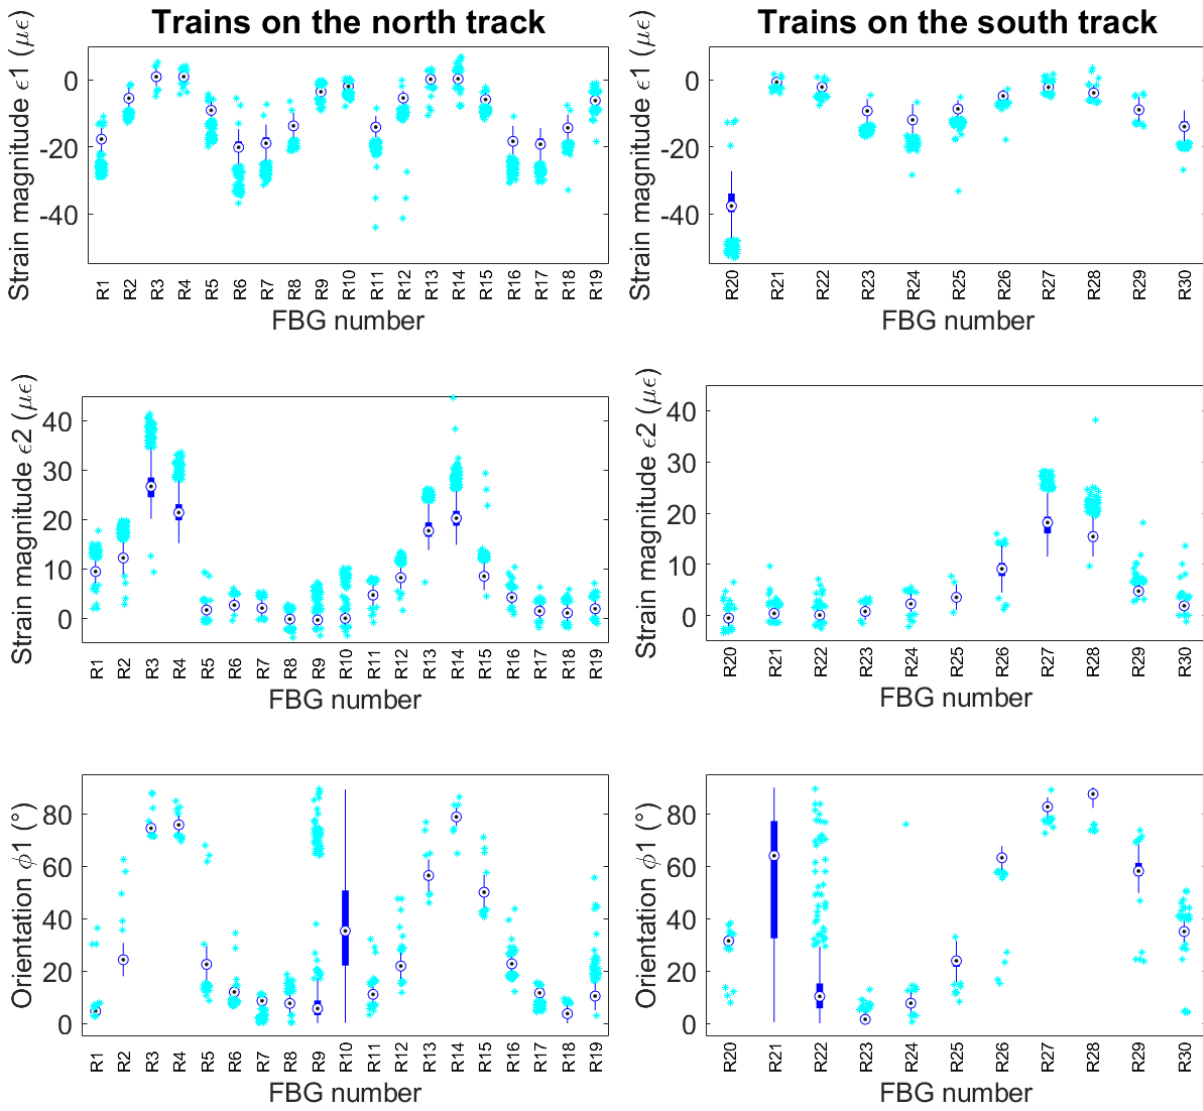 Trains on the north track
Trains on the south track
Strain magnitude ϵ1 (μϵ)
0
-20
-40
R1 R2 R3 R4 R5 R6 R7 R8 R9 R10 R11 R12 R13 R14 R15 R16 R17 R18 R19
FBG number
Strain magnitude ϵ1 (μϵ)
0
-20
-40
R20 R21 R22 R23 R24 R25 R26 R27 R28 R29 R30
FBG number
Strain magnitude ϵ2 (μϵ)
40
30
20
10
0
R1 R2 R3 R4 R5 R6 R7 R8 R9 R10 R11 R12 R13 R14 R15 R16 R17 R18 R19
FBG number
Strain magnitude ϵ2 (μϵ)
40
30
20
10
0
R20 R21 R22 R23 R24 R25 R26 R27 R28 R29 R30
FBG number
Orientation ϕ1 (°)
80
60
40
20
0
R1 R2 R3 R4 R5 R6 R7 R8 R9 R10 R11 R12 R13 R14 R15 R16 R17 R18 R19
FBG number
Orientation ϕ1 (°)
80
60
40
20
0
R20 R21 R22 R23 R24 R25 R26 R27 R28 R29 R30
FBG number